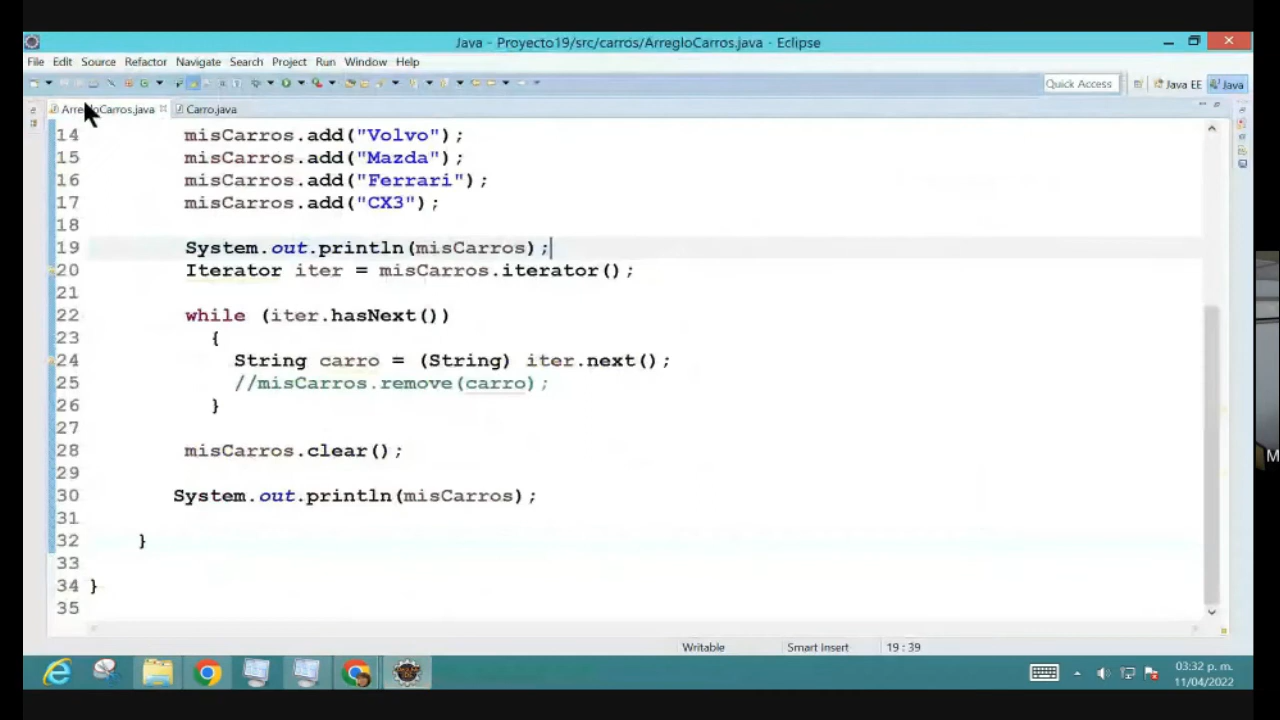 Java - Proyecto19/src/carros/ArregloCarros.java - Eclipse
File Edit Source Refactor Navigate Search Project Run Window Help
Quick Access Java EE Java
ArregloCarros.java Carro.java
14 misCarros.add("Volvo");
15 misCarros.add("Mazda");
16 misCarros.add("Ferrari");
17 misCarros.add("CX3");
18
19 System.out.println(misCarros);
20 Iterator iter = misCarros.iterator();
21
22 while (iter.hasNext())
23 {
24 String carro = (String) iter.next();
25 //misCarros.remove(carro);
26 }
27
28 misCarros.clear();
29
30 System.out.println(misCarros);
31
32 }
33
34 }
35
M
Writable Smart Insert 19 : 39
03:32 p. m.
11/04/2022